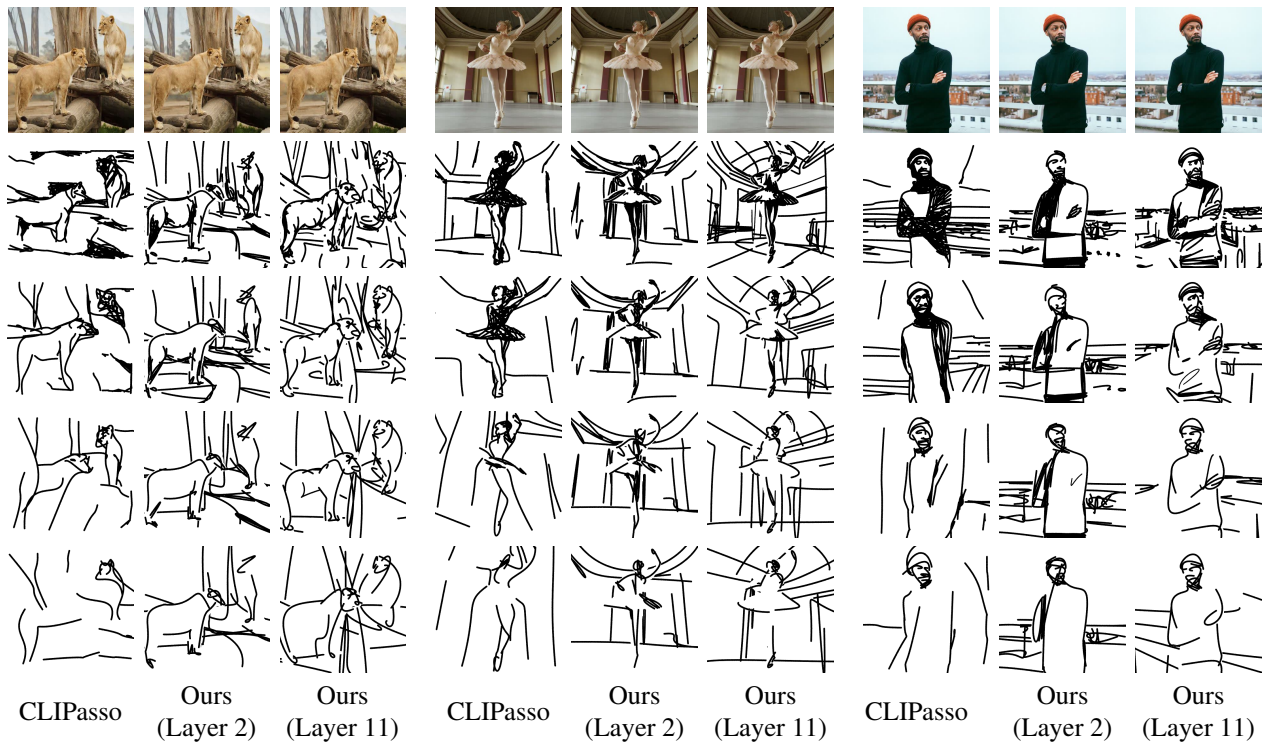 CLIPasso
Ours
(Layer 2)
Ours
(Layer 11)
CLIPasso
Ours
(Layer 2)
Ours
(Layer 11)
CLIPasso
Ours
(Layer 2)
Ours
(Layer 11)